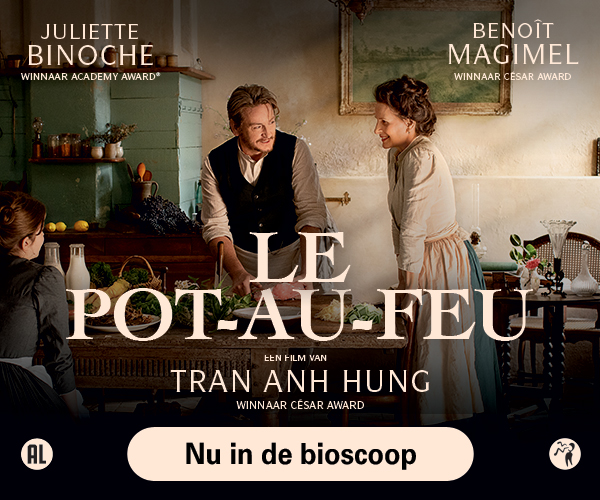 JULIETTE
BINOCHE
WINNAAR ACADEMY AWARD®
BENOÎT
MAGIMEL
WINNAAR CÉSAR AWARD
LE
POT-AU-FEU
EEN FILM VAN
TRAN ANH HUNG
WINNAAR CÉSAR AWARD
AL
Nu in de bioscoop